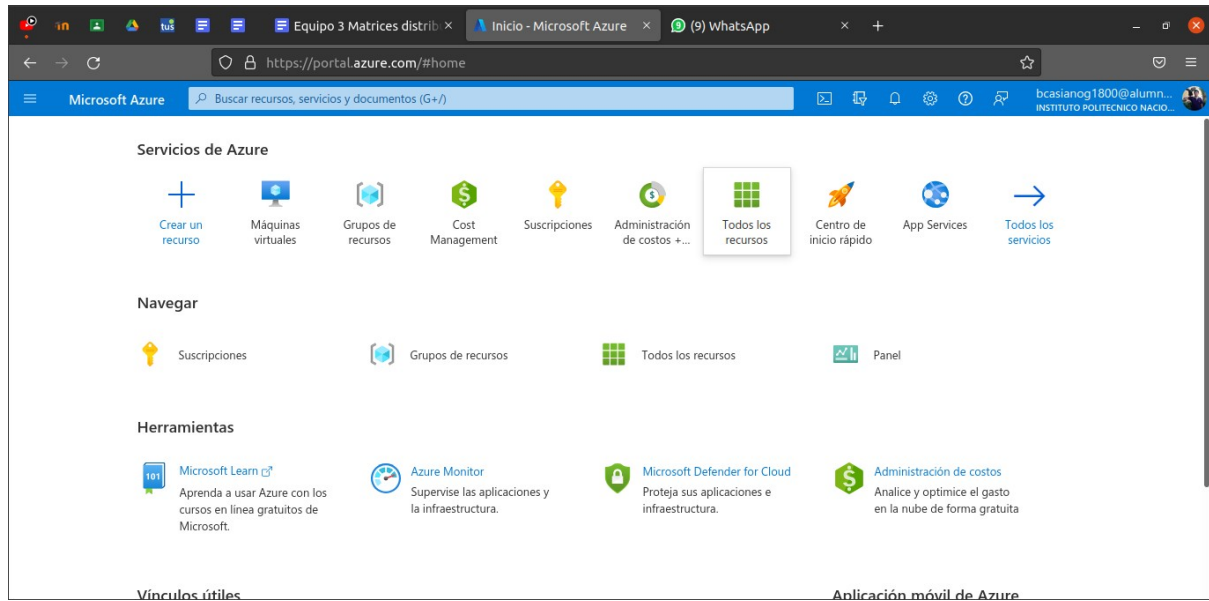 tuś
Equipo 3 Matrices distrib
Inicio - Microsoft Azure
(9) WhatsApp
https://portal.azure.com/#home
Microsoft Azure
Buscar recursos, servicios y documentos (G+/)
bcasianog1800@alumn...
INSTITUTO POLITECNICO NACIO...
Servicios de Azure
Crear un
recurso
Máquinas
virtuales
Grupos de
recursos
Cost
Management
Suscripciones
Administración
de costos +...
Todos los
recursos
Centro de
inicio rápido
App Services
Todos los
servicios
Navegar
Suscripciones
Grupos de recursos
Todos los recursos
Panel
Herramientas
101
Microsoft Learn
Aprenda a usar Azure con los
cursos en línea gratuitos de
Microsoft.
Azure Monitor
Supervise las aplicaciones y
la infraestructura.
Microsoft Defender for Cloud
Proteja sus aplicaciones e
infraestructura.
Administración de costos
Analice y optimice el gasto
en la nube de forma gratuita
Vínculos útiles
Aplicación móvil de Azure